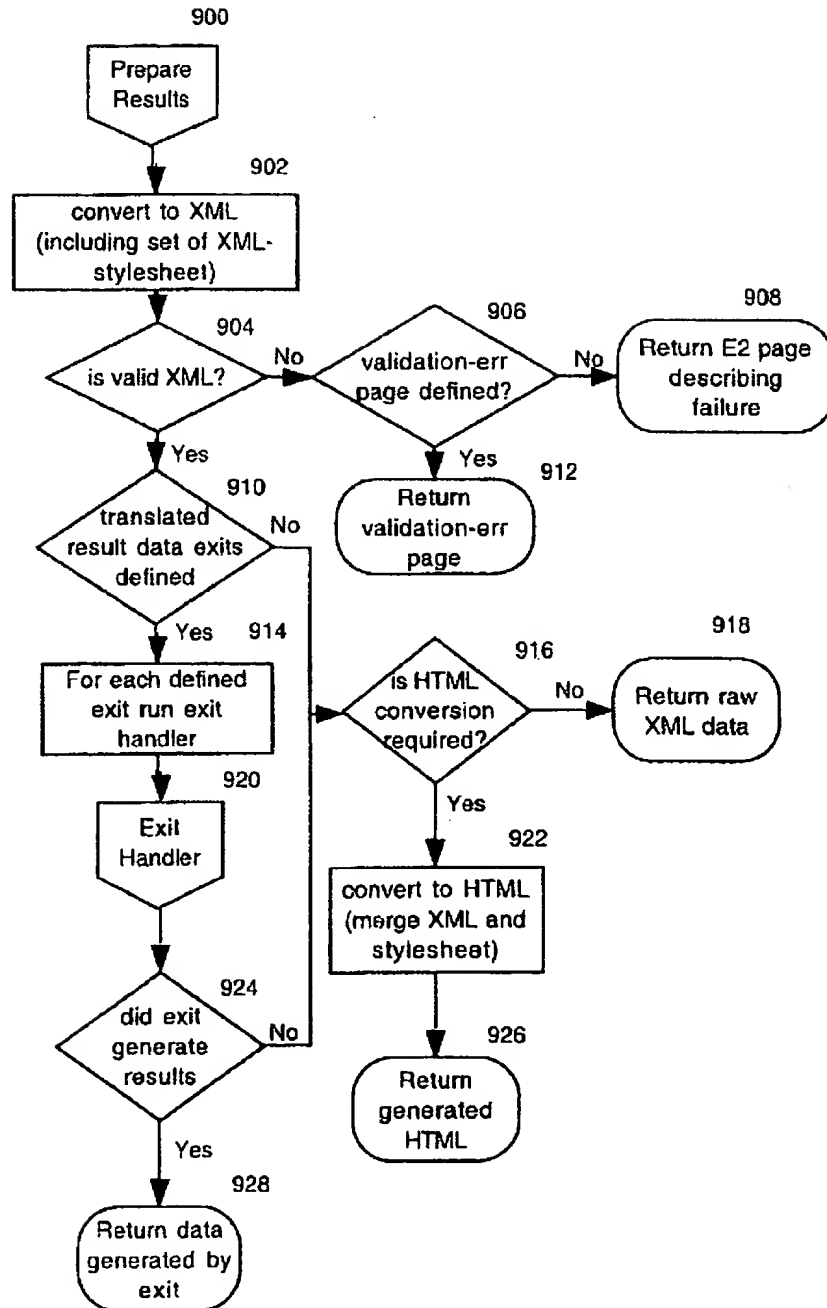 900
Prepare
Results
902
convert to XML
(including set of XML-
stylesheet)
904
is valid XML?
No
906
validation-err
page defined?
No
908
Return E2 page
describing
failure
Yes
Yes
912
Return
validation-err
page
910
translated
result data exits
defined
No
Yes
914
For each defined
exit run exit
handler
916
is HTML
conversion
required?
No
918
Return raw
XML data
920
Exit
Handler
Yes
922
convert to HTML
(merge XML and
stylesheet)
924
did exit
generate
results
No
926
Return
generated
HTML
Yes
928
Return data
generated by
exit